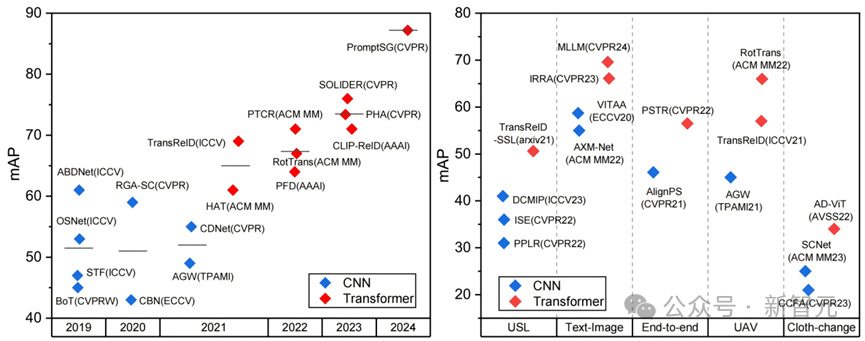 90
80
70
60
50
40
mAP
ABDNet(ICCV)
OSNet(ICCV)
STF(ICCV)
BoT(CVPRW)
RGA-SC(CVPR)
CBN(ECCV)
TransReID(ICCV)
HAT(ACM MM)
CDNet(CVPR)
AGW(TPAMI)
PTCR(ACM MM)
RotTrans(ACM MM)
PFD(AAAI)
SOLIDER(CVPR)
PHA(CVPR)
CLIP-ReID(AAAI)
PromptSG(CVPR)
CNN
Transformer
2019
2020
2021
2022
2023
2024
80
70
60
50
40
30
20
mAP
TransReID
-SSL(arxiv21)
DCMIP(ICCV23)
ISE(CVPR22)
PPLR(CVPR22)
MLLM(CVPR24)
IRRA(CVPR23)
VITAA
(ECCV20)
AXM-Net
(ACM MM22)
PSTR(CVPR22)
AlignPS
(CVPR21)
RotTrans
(ACM MM22)
TransReID(ICCV21)
AGW
(TPAMI21)
AD-ViT
(AVSS22)
SCNet
(ACM MM23)
CCFA(CVPR23)
CNN
Transformer
USL
Text-Image
End-to-end
UAV
Cloth-change
公众号 · 新智元